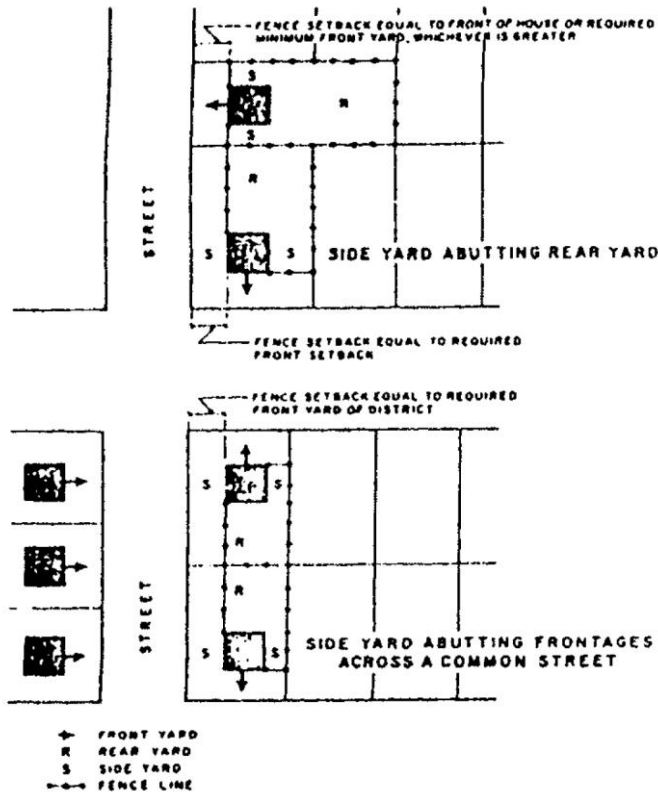 FENCE SETBACK EQUAL TO FRONT OF HOUSE OR REQUIRED
MINIMUM FRONT YARD, WHICHEVER IS GREATER
S
R
S
R
STREET
S
S
SIDE YARD ABUTTING REAR YARD
FENCE SETBACK EQUAL TO REQUIRED
FRONT SETBACK
FENCE SETBACK EQUAL TO REQUIRED
FRONT YARD OF DISTRICT
S
S
R
R
STREET
S
S
SIDE YARD ABUTTING FRONTAGES
ACROSS A COMMON STREET
FRONT YARD
R REAR YARD
S SIDE YARD
FENCE LINE